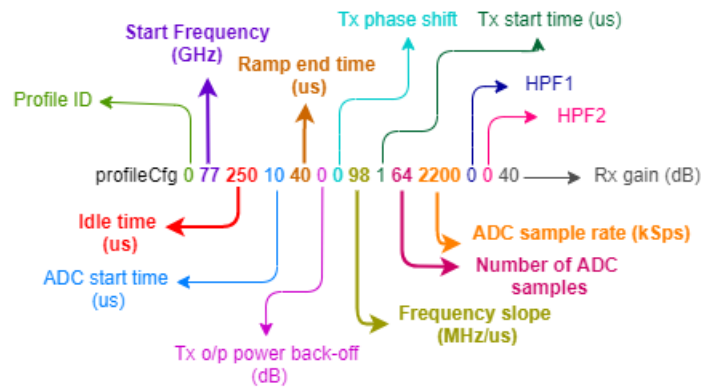 Tx phase shift
Tx start time (us)
Start Frequency
(GHz)
Ramp end time
(us)
Profile ID
HPF1
HPF2
profileCfg 0 77 250 10 40 0 0 98 1 64 2200 0 0 40
Rx gain (dB)
Idle time
(us)
ADC sample rate (kSps)
ADC start time
(us)
Number of ADC
samples
Frequency slope
(MHz/us)
Tx o/p power back-off
(dB)